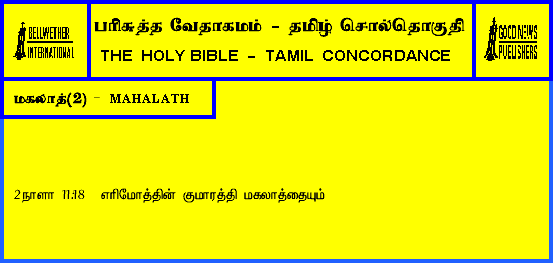 BELLWETHER
INTERNATIONAL
பரிசுத்த வேதாகமம் - தமிழ் சொல்தொகுதி
THE HOLY BIBLE - TAMIL CONCORDANCE
GOOD NEWS
PUBLISHERS
மகலாத்(2) - MAHALATH
2நாளா 11:18 எரிமோத்தின் குமாரத்தி மகலாத்தையும்